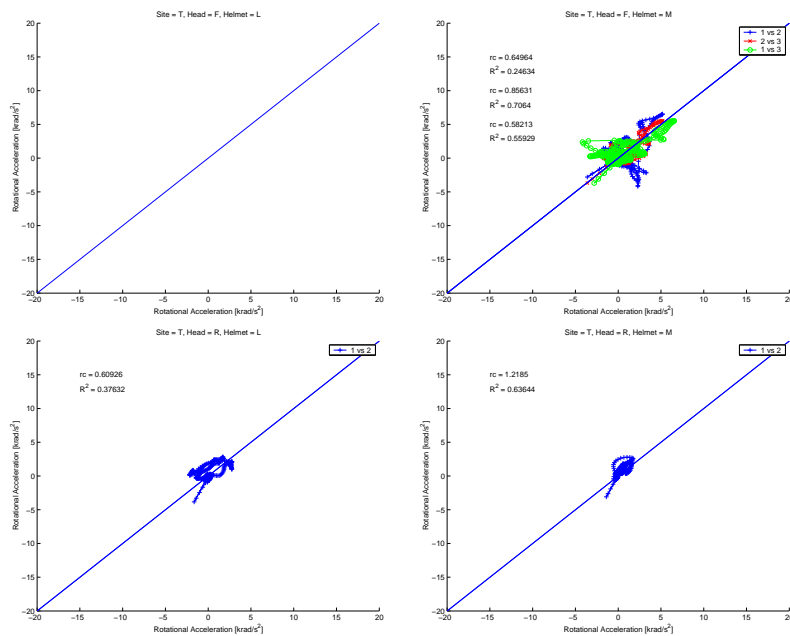 Site = T, Head = F, Helmet = L
20
15
10
5
0
−5
−10
−15
−20
Rotational Acceleration [krad/s²]
−20 −15 −10 −5 0 5 10 15 20
Rotational Acceleration [krad/s²]
Site = T, Head = F, Helmet = M
1 vs 2
2 vs 3
1 vs 3
rc = 0.64964
R² = 0.24634
rc = 0.85631
R² = 0.7064
rc = 0.58213
R² = 0.55929
20
15
10
5
0
−5
−10
−15
−20
Rotational Acceleration [krad/s²]
−20 −15 −10 −5 0 5 10 15 20
Rotational Acceleration [krad/s²]
Site = T, Head = R, Helmet = L
1 vs 2
rc = 0.60926
R² = 0.37632
20
15
10
5
0
−5
−10
−15
−20
Rotational Acceleration [krad/s²]
−20 −15 −10 −5 0 5 10 15 20
Rotational Acceleration [krad/s²]
Site = T, Head = R, Helmet = M
1 vs 2
rc = 1.2185
R² = 0.63644
20
15
10
5
0
−5
−10
−15
−20
Rotational Acceleration [krad/s²]
−20 −15 −10 −5 0 5 10 15 20
Rotational Acceleration [krad/s²]